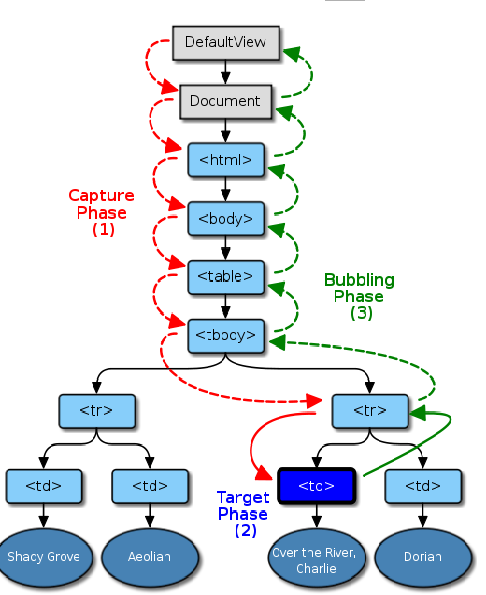 DefaultView
Document
<html>
Capture
Phase
(1)
<body>
<table>
Bubbling
Phase
(3)
<tbody>
<tr>
<tr>
<td>
<td>
Target
Phase
(2)
<td>
<td>
Shady Grove
Aeolian
Over the River,
Charlie
Dorian